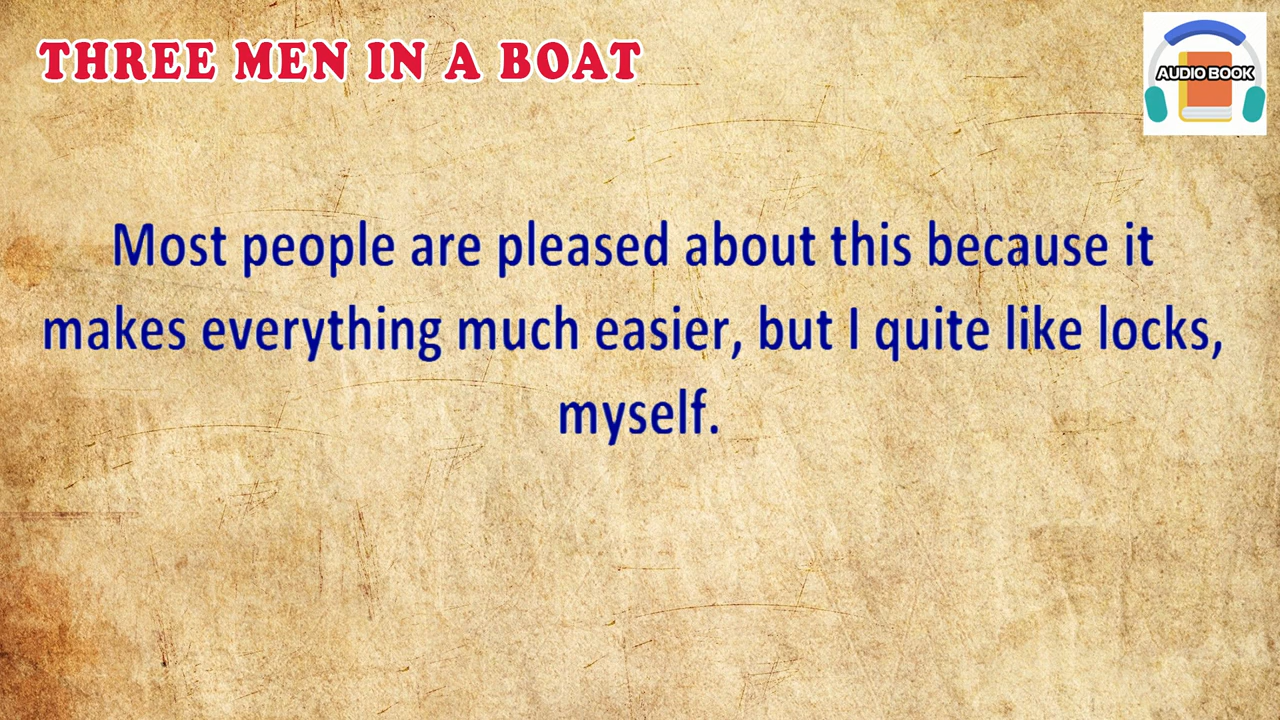 THREE MEN IN A BOAT
AUDIO BOOK
Most people are pleased about this because it
makes everything much easier, but I quite like locks,
myself.